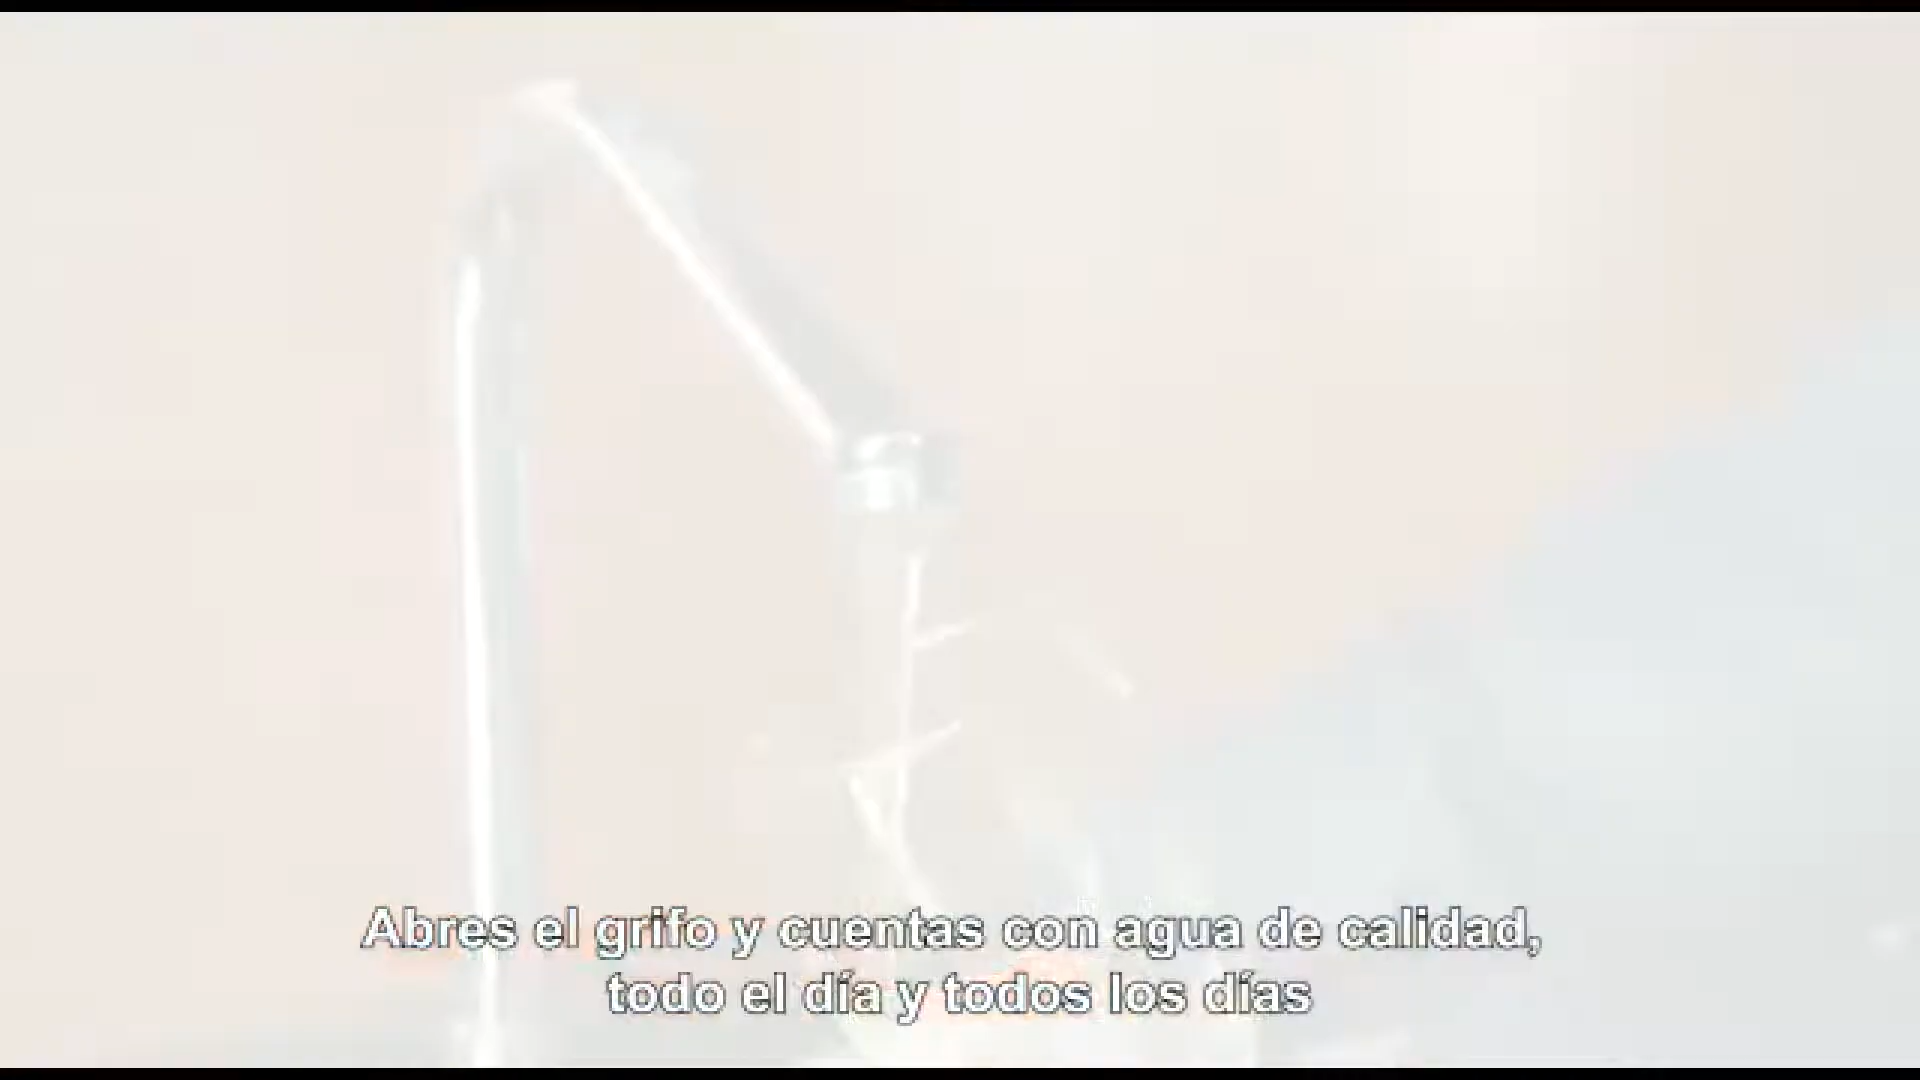 Abres el grifo y cuentas con agua de calidad,
todo el día y todos los días